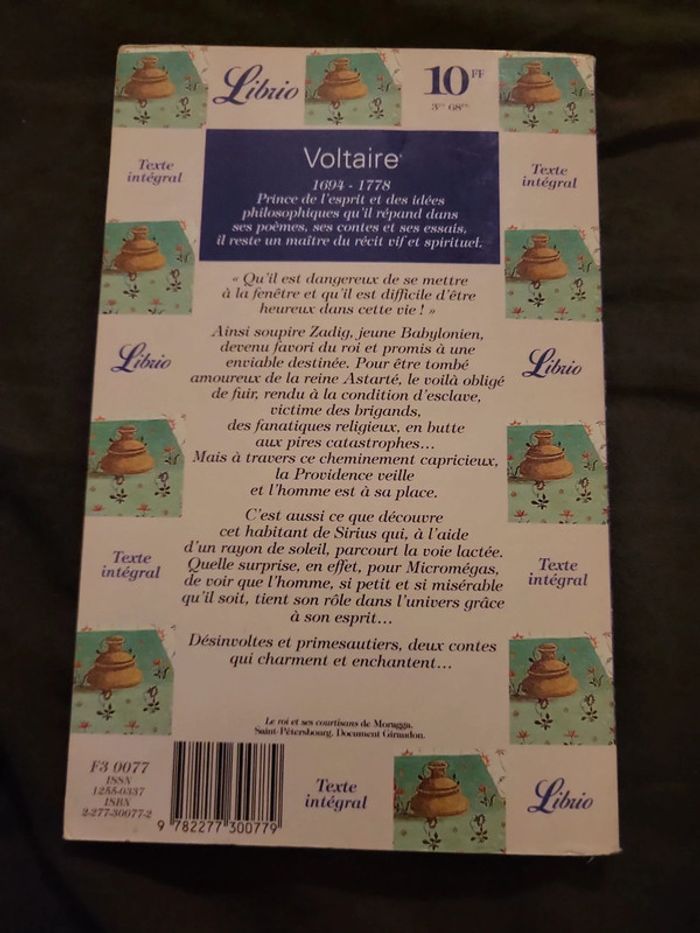 Librio
10 FF
3€ 68
Texte
intégral
Texte
intégral
Voltaire
1694 - 1778
Prince de l'esprit et des idées
philosophiques qu'il répand dans
ses poèmes, ses contes et ses essais,
il reste un maître du récit vif et spirituel.
« Qu'il est dangereux de se mettre
à la fenêtre et qu'il est difficile d'être
heureux dans cette vie ! »
Ainsi soupire Zadig, jeune Babylonien,
devenu favori du roi et promis à une
enviable destinée. Pour être tombé
amoureux de la reine Astarté, le voilà obligé
de fuir, rendu à la condition d'esclave,
victime des brigands,
des fanatiques religieux, en butte
aux pires catastrophes...
Mais à travers ce cheminement capricieux,
la Providence veille
et l'homme est à sa place.
Librio
Librio
C'est aussi ce que découvre
cet habitant de Sirius qui, à l'aide
d'un rayon de soleil, parcourt la voie lactée.
Quelle surprise, en effet, pour Micromégas,
de voir que l'homme, si petit et si misérable
qu'il soit, tient son rôle dans l'univers grâce
à son esprit...
Texte
intégral
Texte
intégral
Désinvoltes et primesautiers, deux contes
qui charment et enchantent...
Le roi et ses courtisans de Moragga.
Saint-Pétersbourg. Document Giraudon.
F3 0077
ISSN
1255-0337
ISBN
2-277-30077-2
9 782277 300779
Texte
intégral
Librio